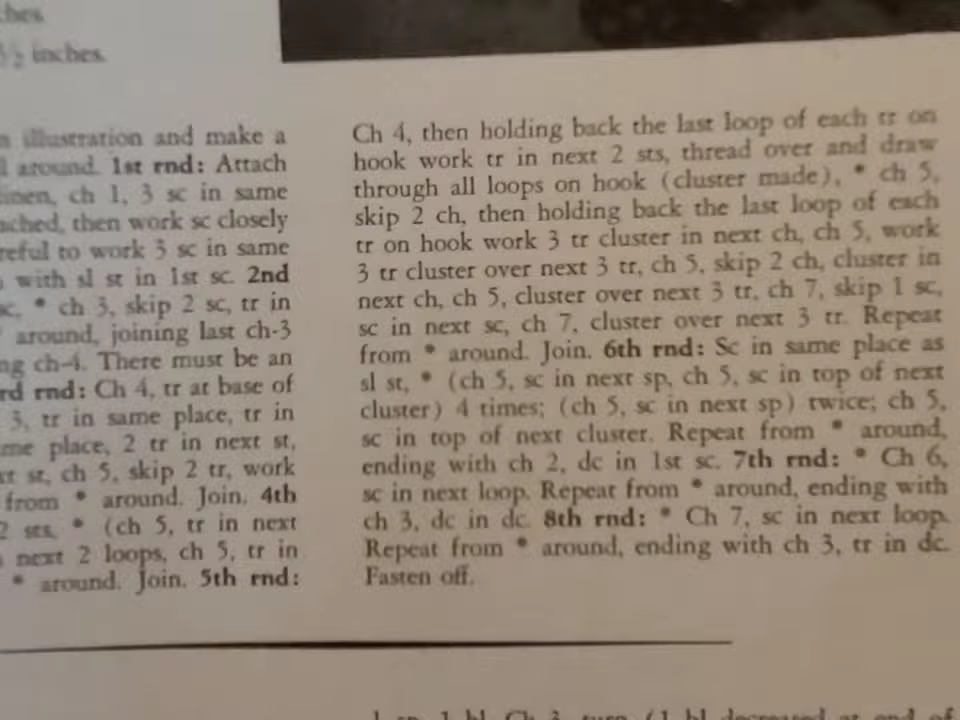 inches.
illustration and make a
around. 1st rnd: Attach
linen, ch 1, 3 sc in same
then work sc closely
to work 3 sc in same
with sl st in 1st sc. 2nd
* ch 3, skip 2 sc, tr in
around, joining last ch-3
ch-4. There must be an
rnd: Ch 4, tr at base of
3, tr in same place, tr in
place, 2 tr in next st,
st, ch 5, skip 2 tr, work
from * around. Join. 4th
2 sts, * (ch 5, tr in next
next 2 loops, ch 5, tr in
* around. Join. 5th rnd:
Ch 4, then holding back the last loop of each tr on
hook work tr in next 2 sts, thread over and draw
through all loops on hook (cluster made), * ch 5,
skip 2 ch, then holding back the last loop of each
tr on hook work 3 tr cluster in next ch, ch 5, work
3 tr cluster over next 3 tr, ch 5, skip 2 ch, cluster in
next ch, ch 5, cluster over next 3 tr, ch 7, skip 1 sc,
sc in next sc, ch 7, cluster over next 3 tr. Repeat
from * around. Join. 6th rnd: Sc in same place as
sl st, * (ch 5, sc in next sp, ch 5, sc in top of next
cluster) 4 times; (ch 5, sc in next sp) twice; ch 5,
sc in top of next cluster. Repeat from * around,
ending with ch 2, dc in 1st sc. 7th rnd: * Ch 6,
sc in next loop. Repeat from * around, ending with
ch 3, dc in dc. 8th rnd: * Ch 7, sc in next loop.
Repeat from * around, ending with ch 3, tr in dc.
Fasten off.